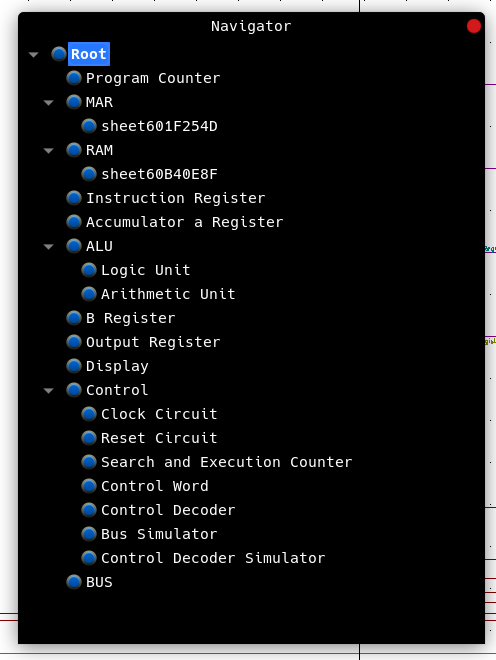 Navigator
Root
Program Counter
MAR
sheet601F254D
RAM
sheet60B40E8F
Instruction Register
Accumulator a Register
ALU
Logic Unit
Arithmetic Unit
B Register
Output Register
Display
Control
Clock Circuit
Reset Circuit
Search and Execution Counter
Control Word
Control Decoder
Bus Simulator
Control Decoder Simulator
BUS